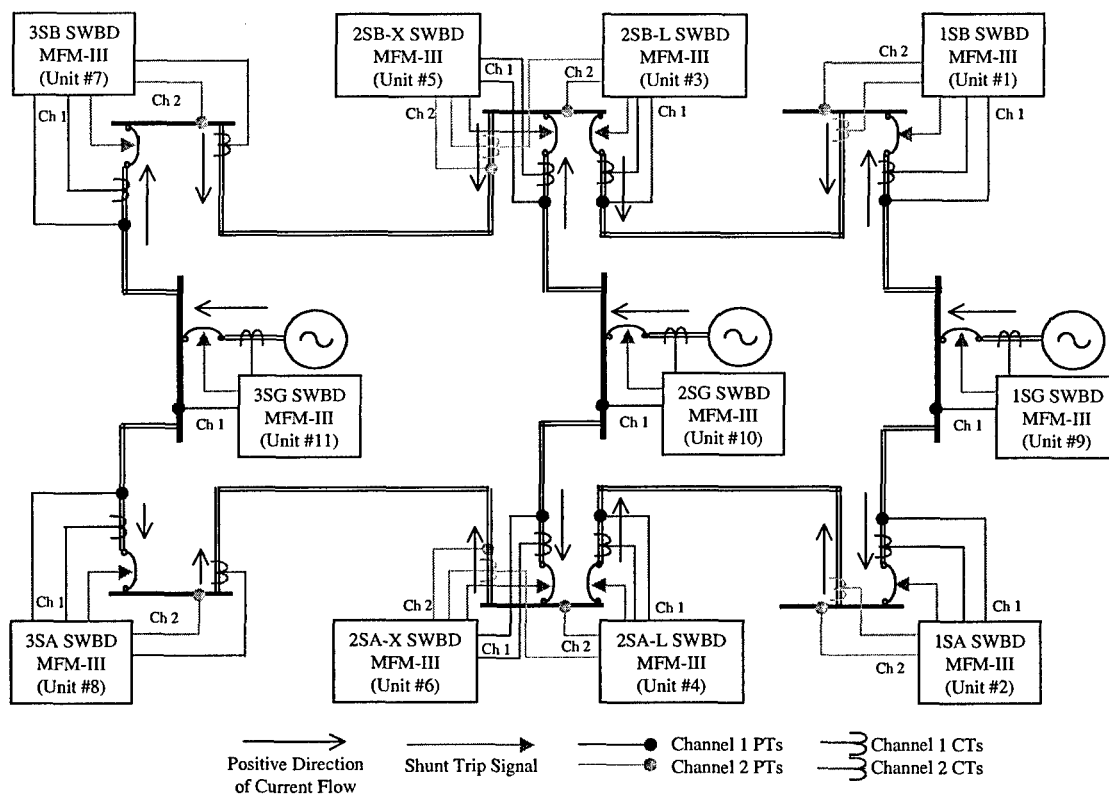 3SB SWBD
MFM-III
(Unit #7)
2SB-X SWBD
MFM-III
(Unit #5)
2SB-L SWBD
MFM-III
(Unit #3)
1SB SWBD
MFM-III
(Unit #1)
Ch 1
Ch 2
Ch 1
Ch 2
Ch 2
Ch 1
Ch 2
Ch 1
3SG SWBD
MFM-III
(Unit #11)
Ch 1
2SG SWBD
MFM-III
(Unit #10)
Ch 1
1SG SWBD
MFM-III
(Unit #9)
Ch 1
Ch 1
Ch 2
Ch 2
Ch 1
Ch 2
Ch 1
Ch 2
Ch 1
3SA SWBD
MFM-III
(Unit #8)
2SA-X SWBD
MFM-III
(Unit #6)
2SA-L SWBD
MFM-III
(Unit #4)
1SA SWBD
MFM-III
(Unit #2)
Positive Direction
of Current Flow
Shunt Trip Signal
Channel 1 PTs
Channel 2 PTs
Channel 1 CTs
Channel 2 CTs